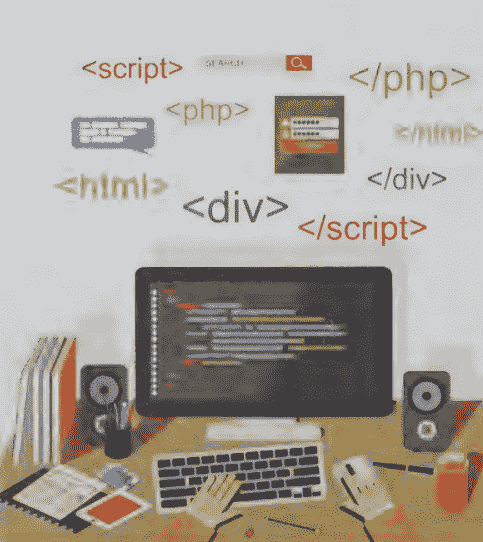 <script>
SEARCH
</php>
<php>
</html>
<html>
</div>
<div>
</script>